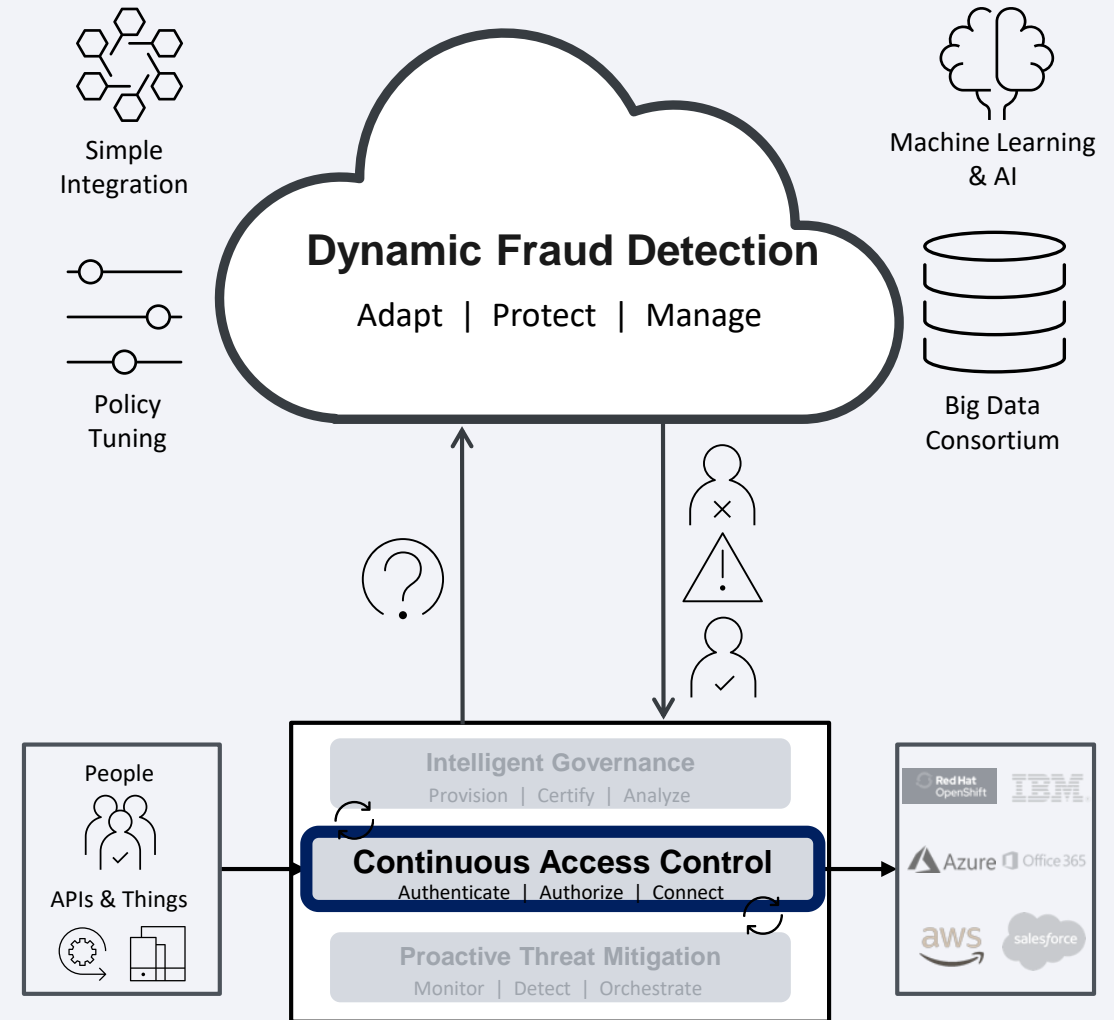 Simple
Integration
Machine Learning
& AI
Dynamic Fraud Detection
Adapt | Protect | Manage
Policy
Tuning
Big Data
Consortium
People
APIs & Things
Intelligent Governance
Provision | Certify | Analyze
Continuous Access Control
Authenticate | Authorize | Connect
Proactive Threat Mitigation
Monitor | Detect | Orchestrate
Red Hat
OpenShift
IBM
Azure
Office 365
aws
salesforce